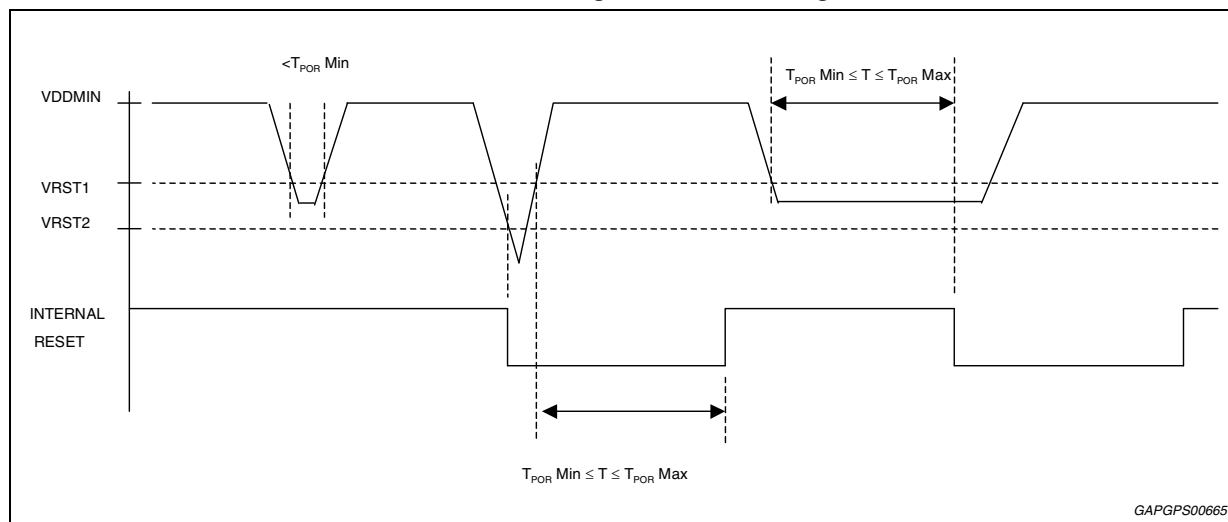 <T_POR Min
T_POR Min ≤ T ≤ T_POR Max
VDDMIN
VRST1
VRST2
INTERNAL
RESET
T_POR Min ≤ T ≤ T_POR Max
GAPGPS00665